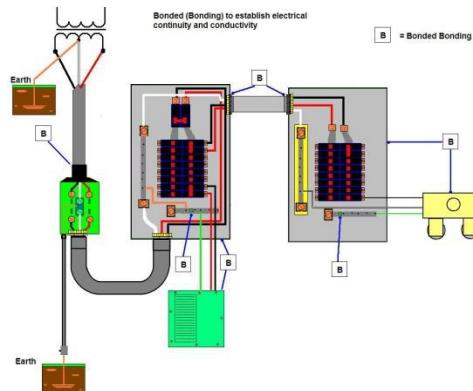 Bonded (Bonding) to establish electrical
continuity and conductivity
B = Bonded Bonding
Earth
B
B
B
B
B
B
B
Earth